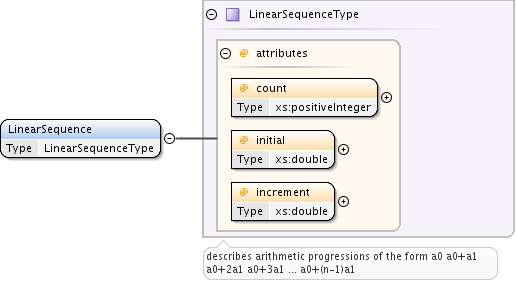 LinearSequenceType
@ attributes
@ count
Type xs:positiveInteger
LinearSequence
Type LinearSequenceType
@ initial
Type xs:double
@ increment
Type xs:double
describes arithmetic progressions of the form a0 a0+a1
a0+2a1 a0+3a1 ... a0+(n-1)a1